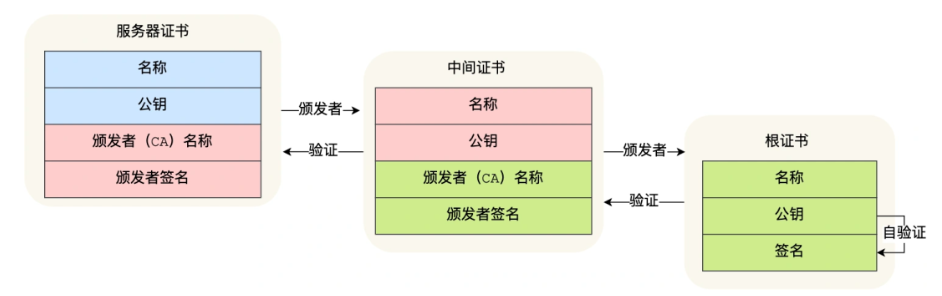 服务器证书
名称
公钥
颁发者（CA）名称
颁发者签名
颁发者
验证
中间证书
名称
公钥
颁发者（CA）名称
颁发者签名
颁发者
验证
根证书
名称
公钥
签名
自验证